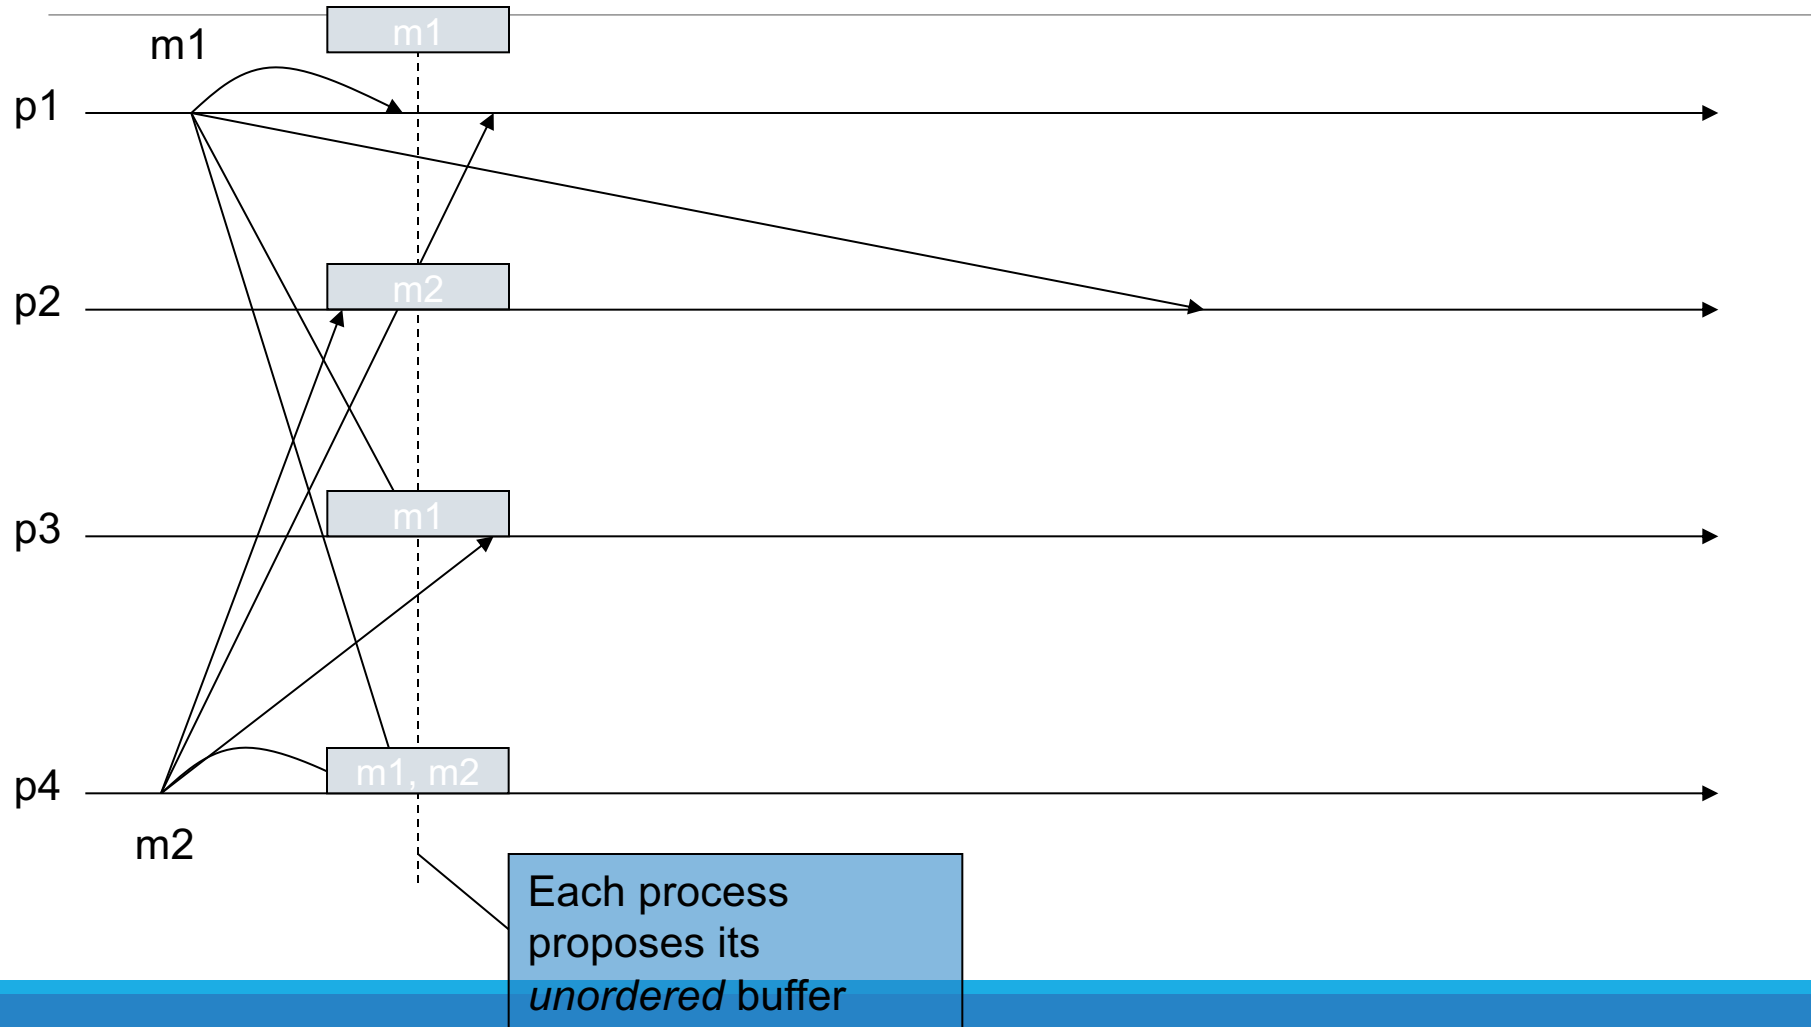 m1
m1
p1
m2
p2
m1
p3
m1, m2
p4
m2
Each process
proposes its
unordered buffer